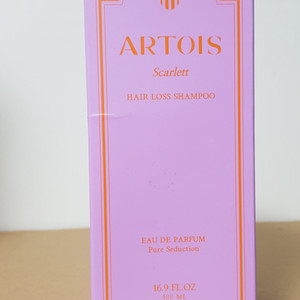 ARTOIS
Scarlett
HAIR LOSS SHAMPOO
EAU DE PARFUM
Pure Seduction
16.9 FL.OZ